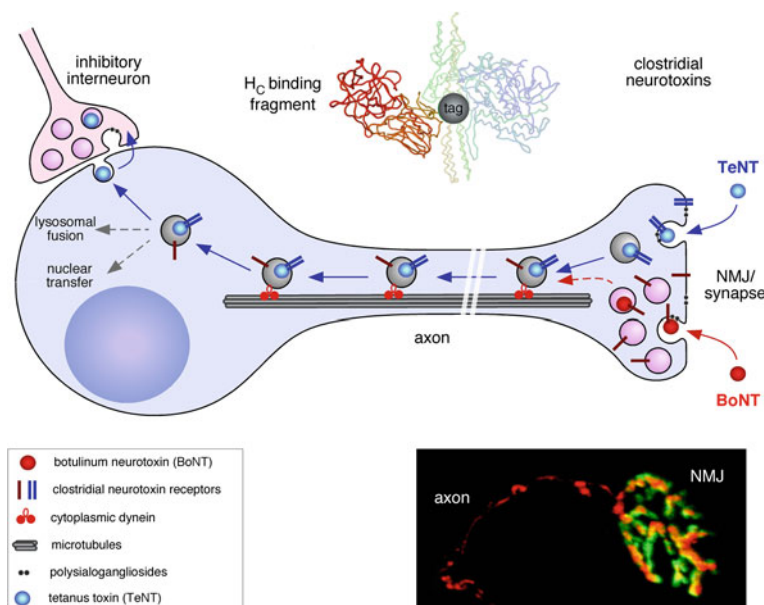 inhibitory
interneuron
H_C binding
fragment
tag
clostridial
neurotoxins
TeNT
lysosomal
fusion
nuclear
transfer
NMJ/
synapse
axon
BoNT
botulinum neurotoxin (BoNT)
clostridial neurotoxin receptors
cytoplasmic dynein
microtubules
polysialogangliosides
tetanus toxin (TeNT)
axon
NMJ